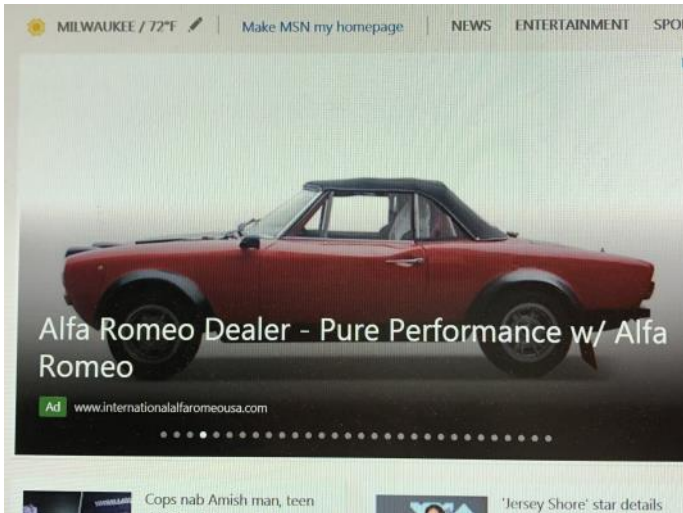 MILWAUKEE / 72°F | Make MSN my homepage | NEWS ENTERTAINMENT
Alfa Romeo Dealer - Pure Performance w/ Alfa
Romeo
Ad www.internationalalfaromeousa.com
Cops nab Amish man, teen
'Jersey Shore' star details